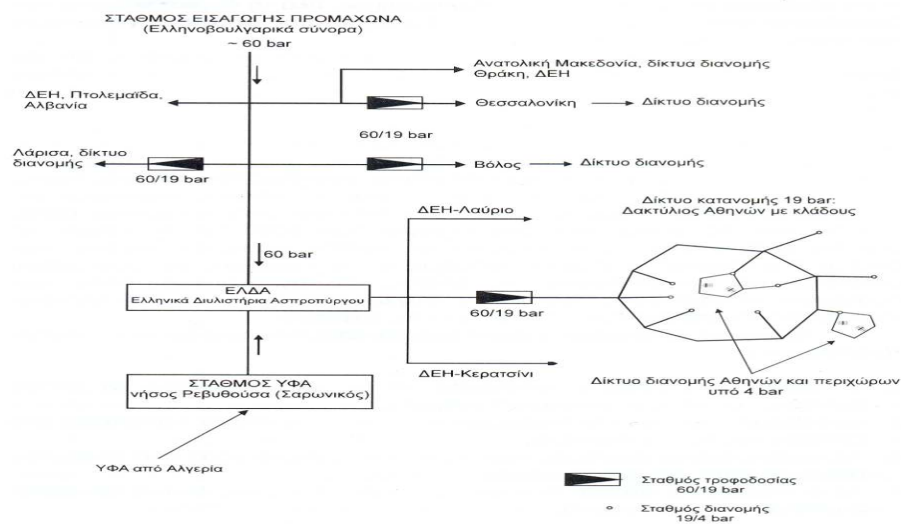 ΣΤΑΘΜΟΣ ΕΙΣΑΓΩΓΗΣ ΠΡΟΜΑΧΩΝΑ
(Ελληνοβουλγαρικά σύνορα)
~ 60 bar
Ανατολική Μακεδονία, δίκτυα διανομής
Θράκη, ΔΕΗ
ΔΕΗ, Πτολεμαΐδα,
Αλβανία
Θεσσαλονίκη
Δίκτυο διανομής
60/19 bar
Λάρισα, δίκτυο
διανομής
60/19 bar
Βόλος
Δίκτυο διανομής
Δίκτυο κατανομής 19 bar:
Δακτύλιος Αθηνών με κλάδους
ΔΕΗ-Λαύριο
60 bar
ΕΛΔΑ
Ελληνικά Διυλιστήρια Ασπροπύργου
60/19 bar
ΔΕΗ-Κερατσίνι
ΣΤΑΘΜΟΣ ΥΦΑ
νήσος Ρεβυθούσα (Σαρωνικός)
Δίκτυο διανομής Αθηνών και περιχώρων
υπό 4 bar
ΥΦΑ από Αλγερία
Σταθμός τροφοδοσίας
60/19 bar
Σταθμός διανομής
19/4 bar